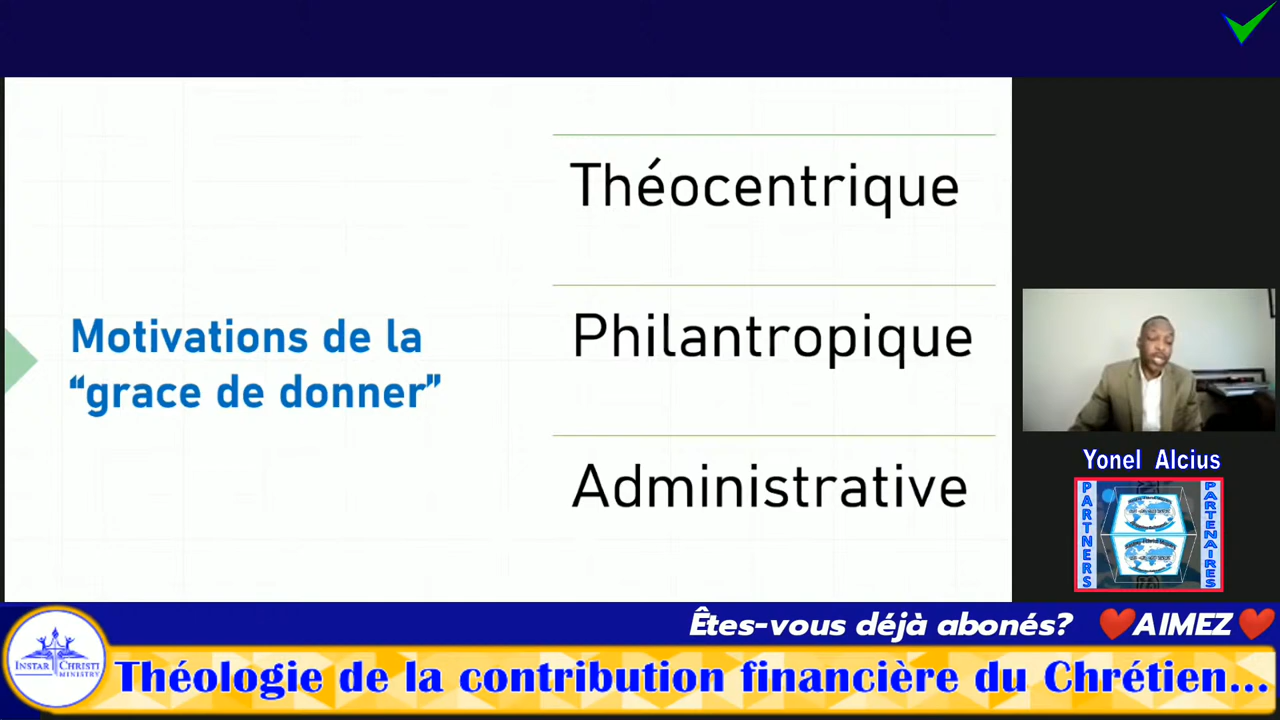 Théocentrique
Motivations de la
“grace de donner”
Philantropique
Administrative
Yonel Alcius
PARTNERS
PARTENAIRES
Êtes-vous déjà abonés? ❤️AIMEZ❤️
INSTAR CHRISTI
MINISTRY
Théologie de la contribution financière du Chrétien...